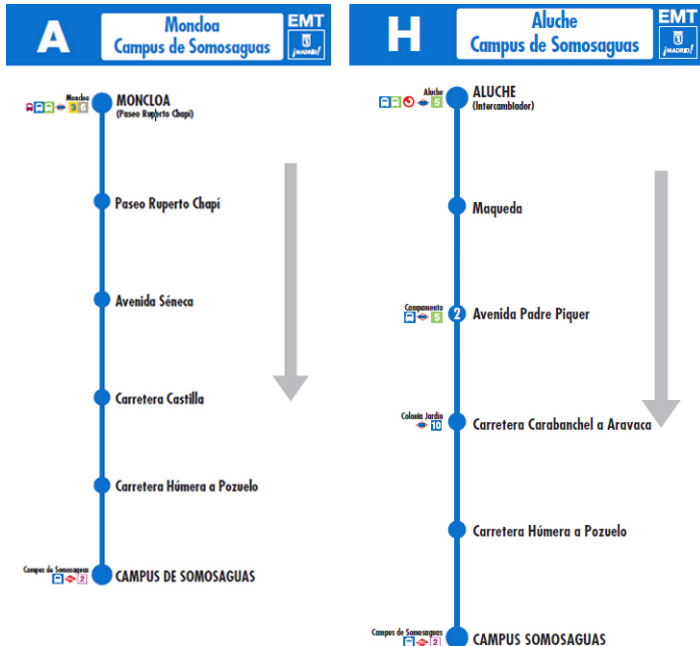 A
Moncloa
Campus de Somosaguas
EMT
¡MADRID!
Moncloa
3
6
MONCLOA
(Paseo Ruperto Chapí)
Paseo Ruperto Chapí
Avenida Séneca
Carretera Castilla
Carretera Húmera a Pozuelo
Campus de Somosaguas
2
CAMPUS DE SOMOSAGUAS
H
Aluche
Campus de Somosaguas
EMT
¡MADRID!
Aluche
5
ALUCHE
(Intercambiador)
Maqueda
Campamento
5
2
Avenida Padre Piquer
Colonia Jardín
10
Carretera Carabanchel a Aravaca
Carretera Húmera a Pozuelo
Campus de Somosaguas
2
CAMPUS SOMOSAGUAS